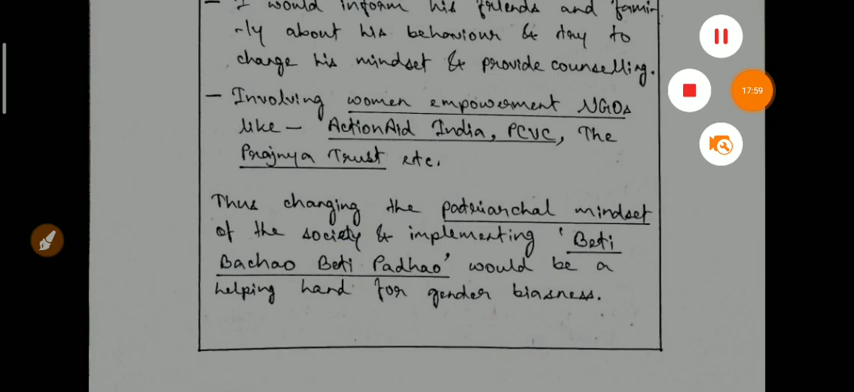 - I would inform his friends and fami-
-ly about his behaviour & try to
change his mindset & provide counselling.
- Involving women empowerment NGOs
like - ActionAid India, PCVC, The
Prajnya Trust etc.
Thus changing the patriarchal mindset
of the society & implementing 'Beti
Bachao Beti Padhao' would be a
helping hand for gender biasness.
17:59